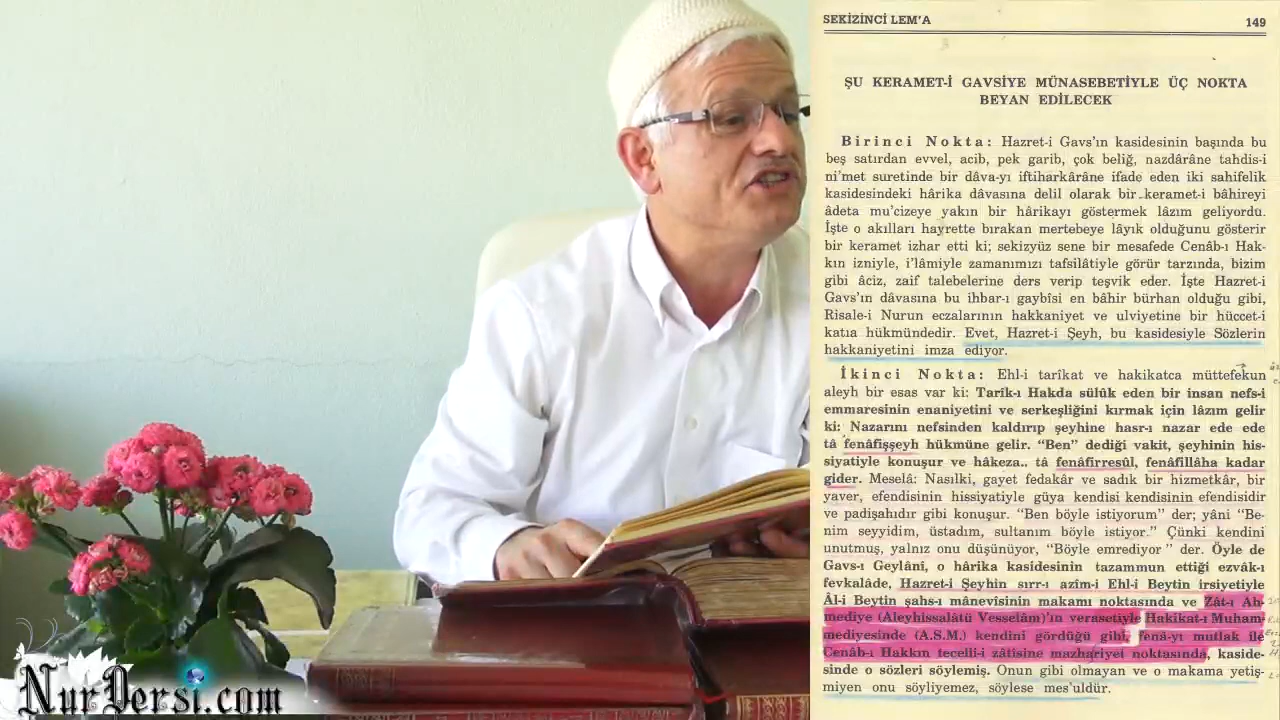 SEKİZİNCİ LEM'A 149
ŞU KERAMET-İ GAVSİYE MÜNASEBETİYLE ÜÇ NOKTA
BEYAN EDİLECEK
Birinci Nokta: Hazret-i Gavs'ın kasidesinin başında bu
beş satırdan evvel, acib, pek garib, çok beliğ, nazdârâne tahdis-i
ni'met suretinde bir dâva-yı iftiharkârâne ifade eden iki sahifelik
kasidesindeki hârika dâvasına delil olarak bir keramet-i bâhireyi
âdeta mu'cizeye yakın bir hârikayı göstermek lâzım geliyordu.
İşte o akılları hayrette bırakan mertebeye lâyık olduğunu gösterir
bir keramet izhar etti ki; sekizyüz sene bir mesafede Cenâb-ı Hak-
kın izniyle, i'lâmiyle zamanımızı tafsilâtiyle görür tarzında, bizim
gibi âciz, zaif talebelerine ders verip teşvik eder. İşte Hazret-i
Gavs'ın dâvasına bu ihbar-ı gaybîsi en bâhir bürhan olduğu gibi,
Risale-i Nurun eczalarının hakkaniyet ve ulviyetine bir hüccet-i
katıa hükmündedir. Evet, Hazret-i Şeyh, bu kasidesiyle Sözlerin
hakkaniyetini imza ediyor.
İkinci Nokta: Ehl-i tarîkat ve hakikatca müttefekun
aleyh bir esas var ki: Tarîk-ı Hakda sülûk eden bir insan nefs-i
emmaresinin enaniyetini ve serkeşliğini kırmak için lâzım gelir
ki: Nazarını nefsinden kaldırıp şeyhine hasr-ı nazar ede ede
tâ fenâfişşeyh hükmüne gelir. "Ben" dediği vakit, şeyhinin his-
siyatiyle konuşur ve hâkeza.. tâ fenâfirresûl, fenâfillâha kadar
gider. Meselâ: Nasılki, gayet fedakâr ve sadık bir hizmetkâr, bir
yaver, efendisinin hissiyatiyle güya kendisi kendisinin efendisidir
ve padişahıdır gibi konuşur. "Ben böyle istiyorum" der; yâni "Be-
nim seyyidim, üstadım, sultanım böyle istiyor." Çünki kendini
unutmuş, yalnız onu düşünüyor, "Böyle emrediyor" der. Öyle de
Gavs-ı Geylânî, o hârika kasidesinin tazammun ettiği ezvâk-ı
fevkalâde, Hazret-i Şeyhin sırr-ı azîm-i Ehl-i Beytin irsiyetiyle
Âl-i Beytin şahs-ı mânevîsinin makamı noktasında ve Zât-ı Ah-
mediye (Aleyhissalâtü Vesselâm)'ın verasetiyle Hakikat-ı Muham-
mediyesinde (A.S.M.) kendini gördüğü gibi, fenâ-yı mutlak ile
Cenâb-ı Hakkın tecelli-i zâtisine mazhariyet noktasında, kaside-
sinde o sözleri söylemiş. Onun gibi olmayan ve o makama yetiş-
miyen onu söyliyemez, söylese mes'uldür.
NurDersi.com